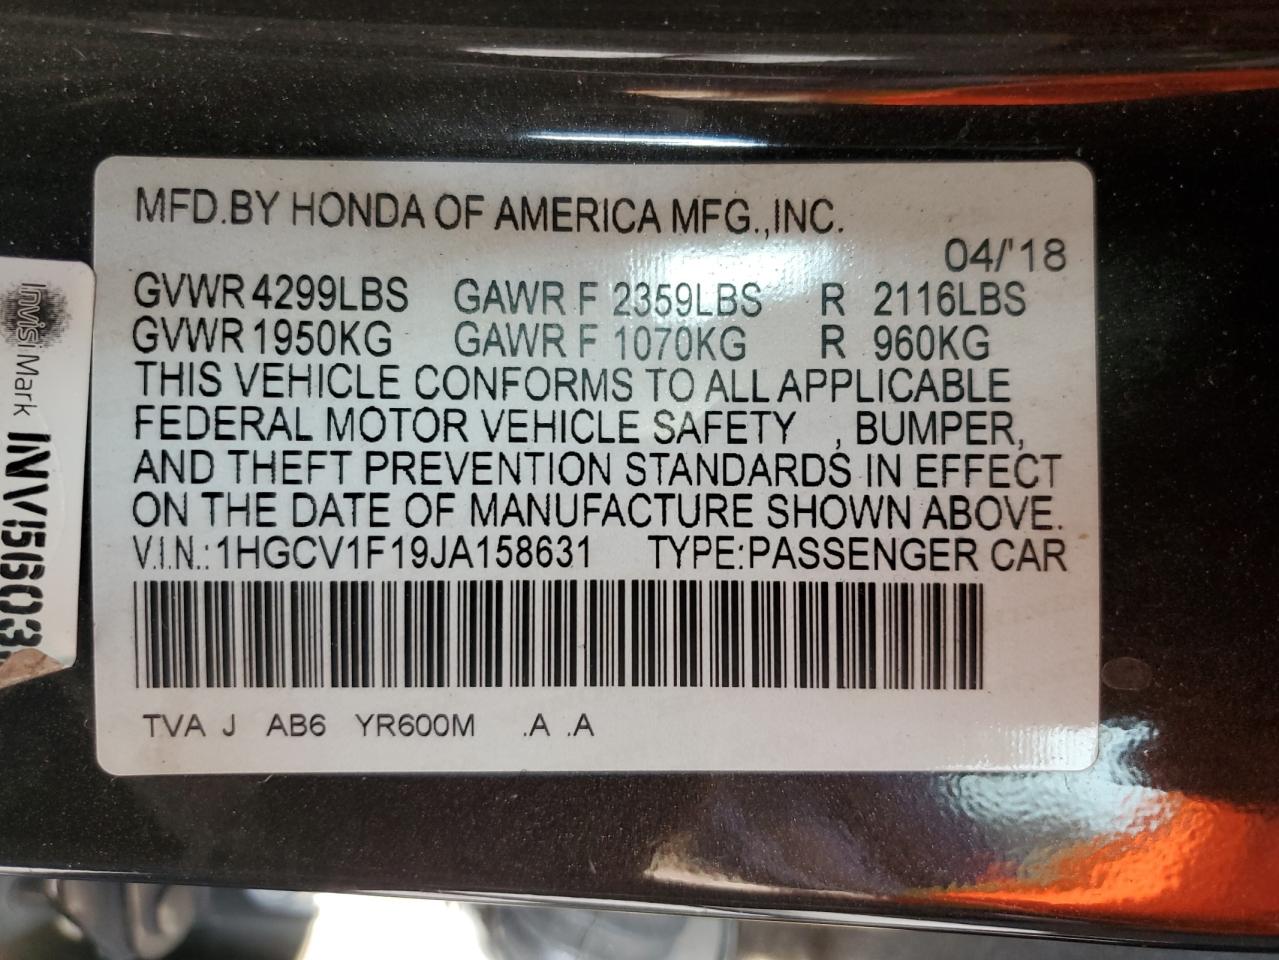 MFD.BY HONDA OF AMERICA MFG.,INC.
04/'18
GVWR 4299LBS GAWR F 2359LBS R 2116LBS
GVWR 1950KG GAWR F 1070KG R 960KG
THIS VEHICLE CONFORMS TO ALL APPLICABLE
FEDERAL MOTOR VEHICLE SAFETY , BUMPER,
AND THEFT PREVENTION STANDARDS IN EFFECT
ON THE DATE OF MANUFACTURE SHOWN ABOVE.
V.I.N.:1HGCV1F19JA158631 TYPE:PASSENGER CAR
TVA J AB6 YR600M .A .A
InvisiMark